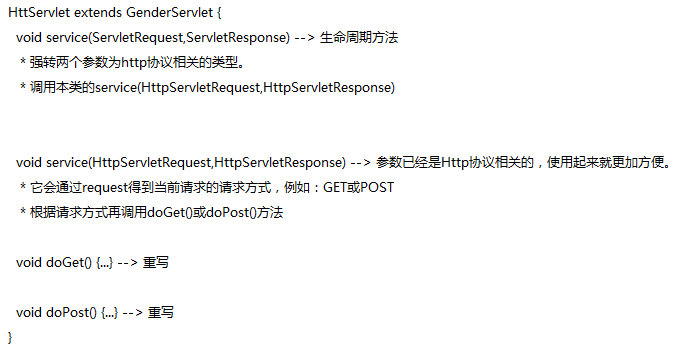 HttServlet extends GenderServlet {
void service(ServletRequest,ServletResponse) --> 生命周期方法
* 强转两个参数为http协议相关的类型。
* 调用本类的service(HttpServletRequest,HttpServletResponse)
void service(HttpServletRequest,HttpServletResponse) --> 参数已经是Http协议相关的，使用起来就更加方便。
* 它会通过request得到当前请求的请求方式，例如：GET或POST
* 根据请求方式再调用doGet()或doPost()方法
void doGet() {...} --> 重写
void doPost() {...} --> 重写
}